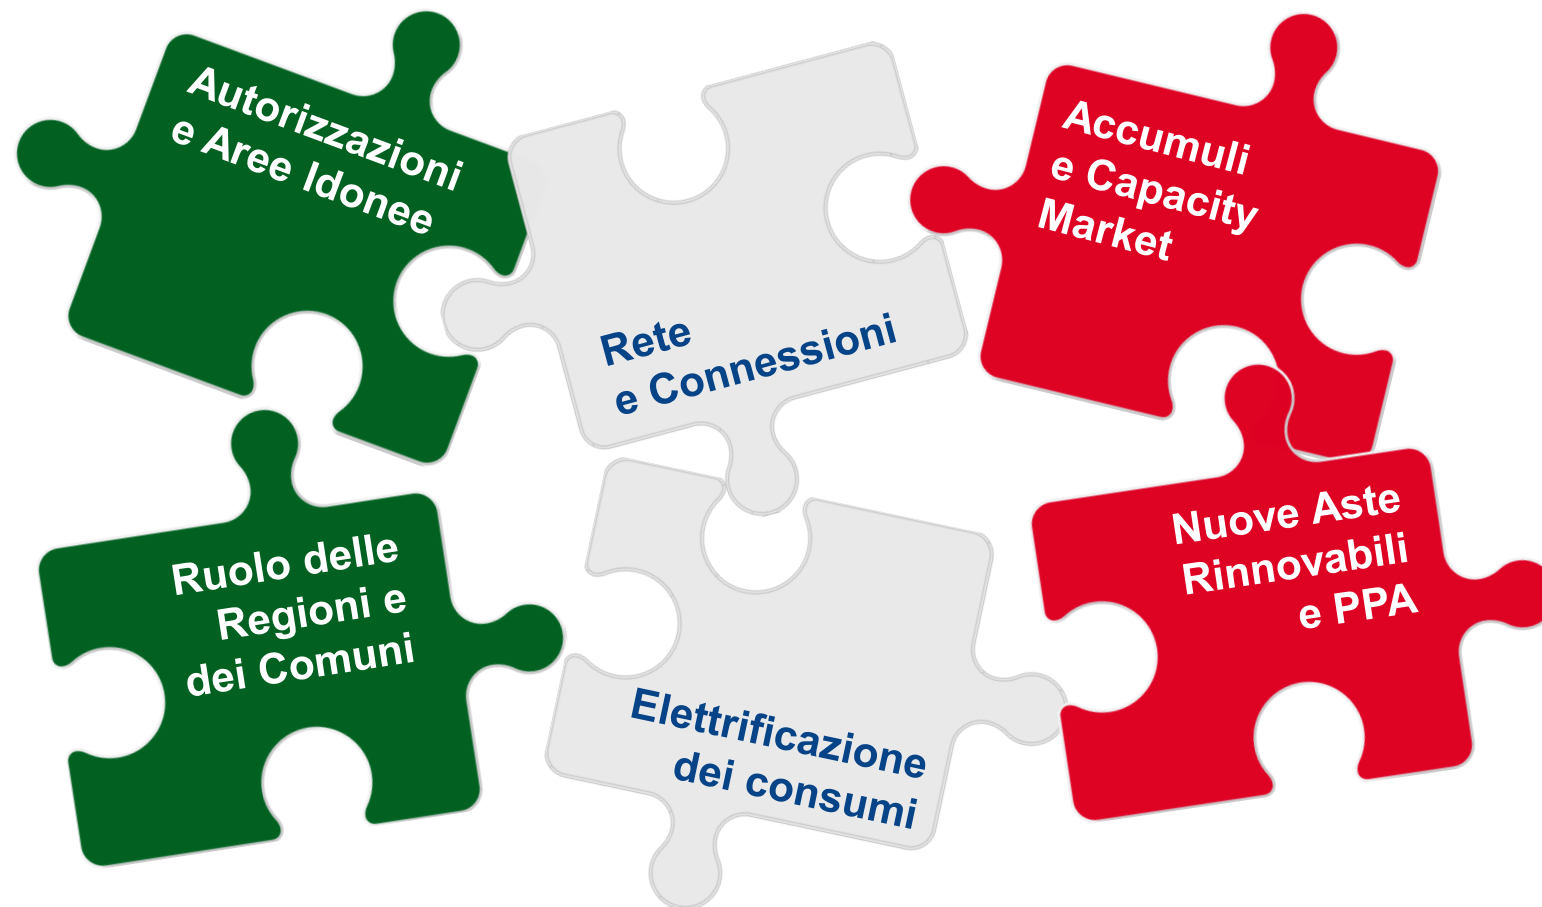 Autorizzazioni
e Aree Idonee
Rete
e Connessioni
Accumuli
e Capacity
Market
Ruolo delle
Regioni e
dei Comuni
Elettrificazione
dei consumi
Nuove Aste
Rinnovabili
e PPA